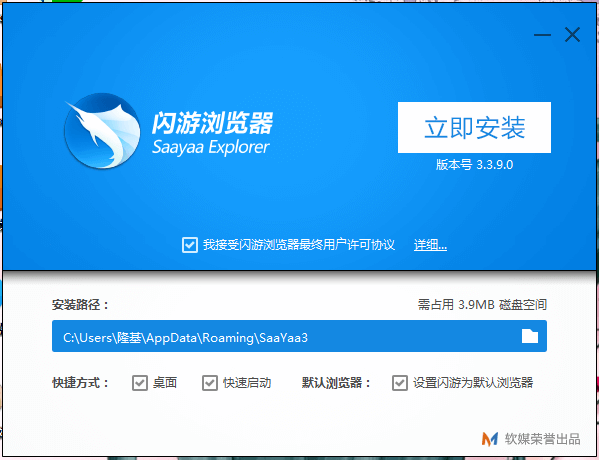 闪游浏览器
Saayaa Explorer
立即安装
版本号 3.3.9.0
我接受闪游浏览器最终用户许可协议 详细...
安装路径： 需占用 3.9MB 磁盘空间
C:\Users\隆基\AppData\Roaming\SaaYaa3
快捷方式： 桌面 快速启动 默认浏览器： 设置闪游为默认浏览器
软媒荣誉出品